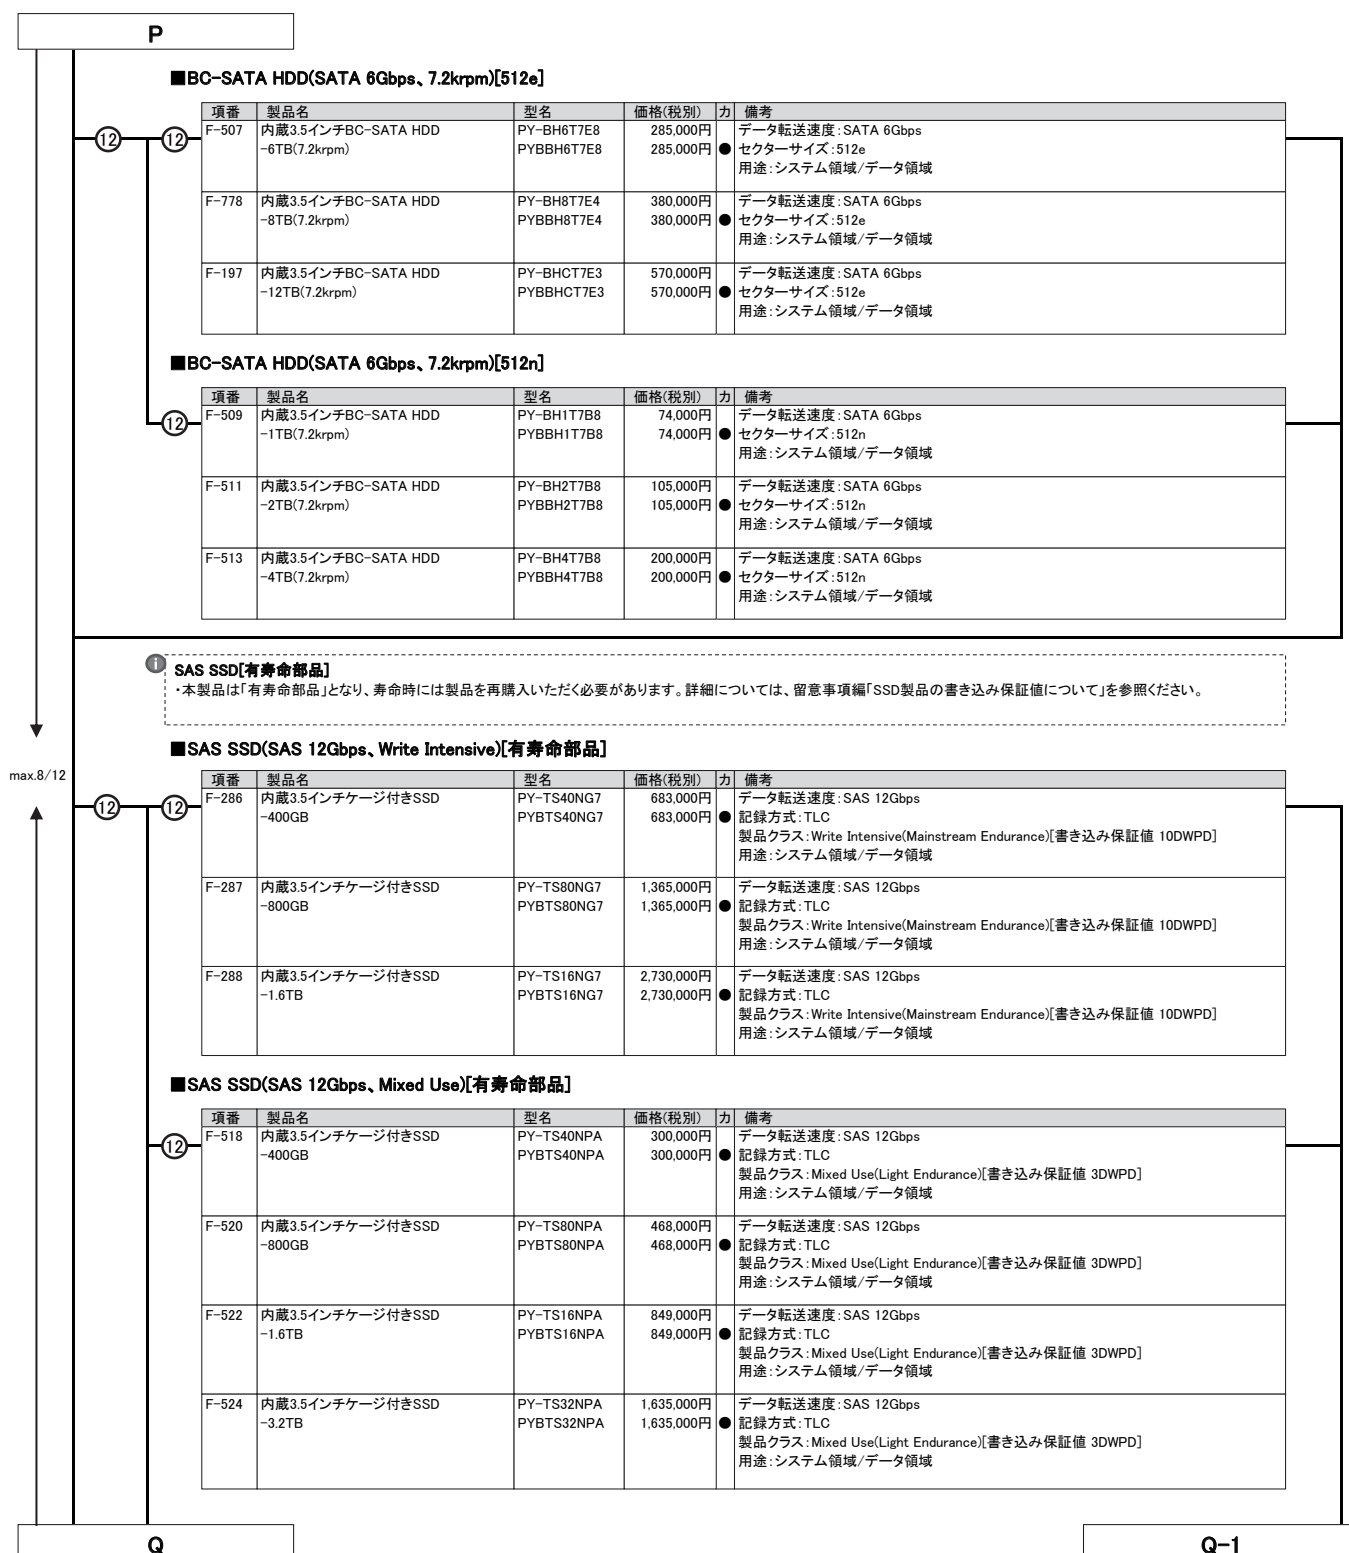 P
■BC-SATA HDD(SATA 6Gbps、7.2krpm)[512e]
項番 製品名 型名 価格(税別) カ 備考
⑫ ⑫ F-507 内蔵3.5インチBC-SATA HDD PY-BH6T7E8 285,000円 データ転送速度:SATA 6Gbps
-6TB(7.2krpm) PYBBH6T7E8 285,000円 ● セクターサイズ:512e
用途:システム領域/データ領域
F-778 内蔵3.5インチBC-SATA HDD PY-BH8T7E4 380,000円 データ転送速度:SATA 6Gbps
-8TB(7.2krpm) PYBBH8T7E4 380,000円 ● セクターサイズ:512e
用途:システム領域/データ領域
F-197 内蔵3.5インチBC-SATA HDD PY-BHCT7E3 570,000円 データ転送速度:SATA 6Gbps
-12TB(7.2krpm) PYBBHCT7E3 570,000円 ● セクターサイズ:512e
用途:システム領域/データ領域
■BC-SATA HDD(SATA 6Gbps、7.2krpm)[512n]
項番 製品名 型名 価格(税別) カ 備考
⑫ F-509 内蔵3.5インチBC-SATA HDD PY-BH1T7B8 74,000円 データ転送速度:SATA 6Gbps
-1TB(7.2krpm) PYBBH1T7B8 74,000円 ● セクターサイズ:512n
用途:システム領域/データ領域
F-511 内蔵3.5インチBC-SATA HDD PY-BH2T7B8 105,000円 データ転送速度:SATA 6Gbps
-2TB(7.2krpm) PYBBH2T7B8 105,000円 ● セクターサイズ:512n
用途:システム領域/データ領域
F-513 内蔵3.5インチBC-SATA HDD PY-BH4T7B8 200,000円 データ転送速度:SATA 6Gbps
-4TB(7.2krpm) PYBBH4T7B8 200,000円 ● セクターサイズ:512n
用途:システム領域/データ領域
i SAS SSD[有寿命部品]
・本製品は「有寿命部品」となり、寿命時には製品を再購入いただく必要があります。詳細については、留意事項編「SSD製品の書き込み保証値について」を参照ください。
■SAS SSD(SAS 12Gbps、Write Intensive)[有寿命部品]
max.8/12
項番 製品名 型名 価格(税別) カ 備考
⑫ ⑫ F-286 内蔵3.5インチケージ付きSSD PY-TS40NG7 683,000円 データ転送速度:SAS 12Gbps
-400GB PYBTS40NG7 683,000円 ● 記録方式:TLC
製品クラス:Write Intensive(Mainstream Endurance)[書き込み保証値 10DWPD]
用途:システム領域/データ領域
F-287 内蔵3.5インチケージ付きSSD PY-TS80NG7 1,365,000円 データ転送速度:SAS 12Gbps
-800GB PYBTS80NG7 1,365,000円 ● 記録方式:TLC
製品クラス:Write Intensive(Mainstream Endurance)[書き込み保証値 10DWPD]
用途:システム領域/データ領域
F-288 内蔵3.5インチケージ付きSSD PY-TS16NG7 2,730,000円 データ転送速度:SAS 12Gbps
-1.6TB PYBTS16NG7 2,730,000円 ● 記録方式:TLC
製品クラス:Write Intensive(Mainstream Endurance)[書き込み保証値 10DWPD]
用途:システム領域/データ領域
■SAS SSD(SAS 12Gbps、Mixed Use)[有寿命部品]
項番 製品名 型名 価格(税別) カ 備考
⑫ F-518 内蔵3.5インチケージ付きSSD PY-TS40NPA 300,000円 データ転送速度:SAS 12Gbps
-400GB PYBTS40NPA 300,000円 ● 記録方式:TLC
製品クラス:Mixed Use(Light Endurance)[書き込み保証値 3DWPD]
用途:システム領域/データ領域
F-520 内蔵3.5インチケージ付きSSD PY-TS80NPA 468,000円 データ転送速度:SAS 12Gbps
-800GB PYBTS80NPA 468,000円 ● 記録方式:TLC
製品クラス:Mixed Use(Light Endurance)[書き込み保証値 3DWPD]
用途:システム領域/データ領域
F-522 内蔵3.5インチケージ付きSSD PY-TS16NPA 849,000円 データ転送速度:SAS 12Gbps
-1.6TB PYBTS16NPA 849,000円 ● 記録方式:TLC
製品クラス:Mixed Use(Light Endurance)[書き込み保証値 3DWPD]
用途:システム領域/データ領域
F-524 内蔵3.5インチケージ付きSSD PY-TS32NPA 1,635,000円 データ転送速度:SAS 12Gbps
-3.2TB PYBTS32NPA 1,635,000円 ● 記録方式:TLC
製品クラス:Mixed Use(Light Endurance)[書き込み保証値 3DWPD]
用途:システム領域/データ領域
Q Q-1